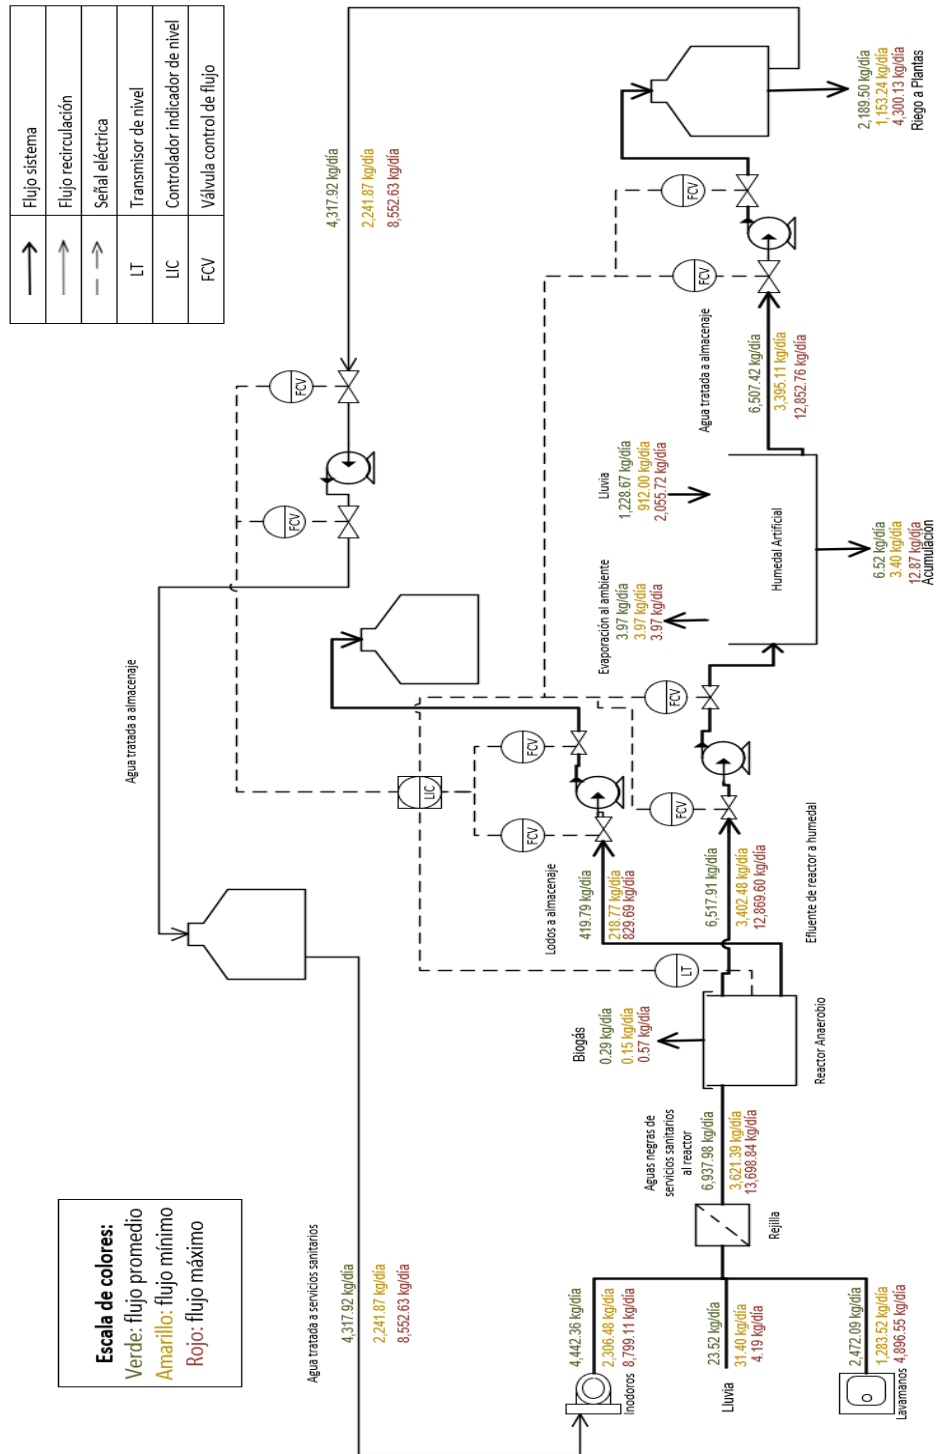 Escala de colores:
Verde: flujo promedio
Amarillo: flujo mínimo
Rojo: flujo máximo
Flujo sistema
Flujo recirculación
Señal eléctrica
LT
Transmisor de nivel
LIC
Controlador indicador de nivel
FCV
Válvula control de flujo
Agua tratada a servicios sanitarios
4,317.92 kg/día
2,241.87 kg/día
8,552.63 kg/día
Agua tratada a almacenaje
FCV
FCV
4,317.92 kg/día
2,241.87 kg/día
8,552.63 kg/día
LIC
FCV
FCV
Lodos a almacenaje
419.79 kg/día
218.77 kg/día
829.69 kg/día
LT
Biogás
0.29 kg/día
0.15 kg/día
0.57 kg/día
Reactor Anaerobio
Aguas negras de
servicios sanitarios
al reactor
6,937.98 kg/día
3,621.39 kg/día
13,698.84 kg/día
Rejilla
4,442.36 kg/día
2,306.48 kg/día
8,799.11 kg/día
Inodoros
23.52 kg/día
31.40 kg/día
4.19 kg/día
Lluvia
2,472.09 kg/día
1,283.52 kg/día
4,896.55 kg/día
Lavamanos
6,517.91 kg/día
3,402.48 kg/día
12,869.60 kg/día
Efluente de reactor a humedal
FCV
FCV
Evaporación al ambiente
3.97 kg/día
3.97 kg/día
3.97 kg/día
Lluvia
1,228.67 kg/día
912.00 kg/día
2,055.72 kg/día
Humedal Artificial
6.52 kg/día
3.40 kg/día
12.87 kg/día
Acumulación
Agua tratada a almacenaje
6,507.42 kg/día
3,395.11 kg/día
12,852.76 kg/día
FCV
FCV
2,189.50 kg/día
1,153.24 kg/día
4,300.13 kg/día
Riego a Plantas